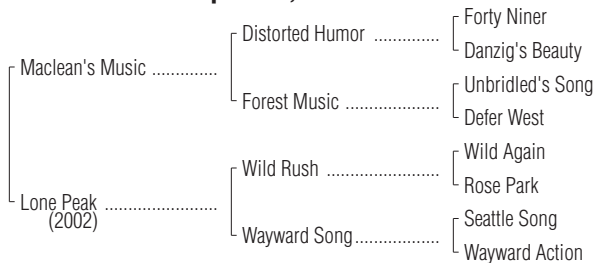 Forty Niner
Distorted Humor ..............
Danzig's Beauty
Maclean's Music ..............
Unbridled's Song
Forest Music ....................
Defer West
Wild Again
Wild Rush ........................
Rose Park
Lone Peak ........................
(2002)
Seattle Song
Wayward Song..................
Wayward Action